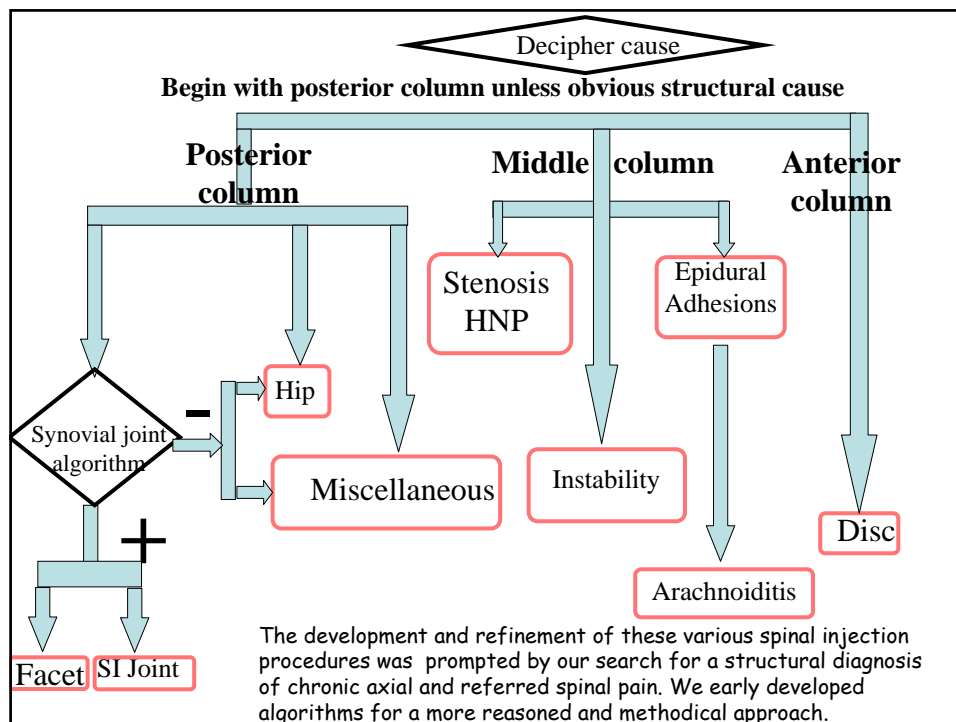 Decipher cause
Begin with posterior column unless obvious structural cause
Posterior
column
Middle column
Anterior
column
Stenosis
HNP
Epidural
Adhesions
Hip
-
Synovial joint
algorithm
Miscellaneous
Instability
Disc
+
Arachnoiditis
Facet
SI Joint
The development and refinement of these various spinal injection
procedures was prompted by our search for a structural diagnosis
of chronic axial and referred spinal pain. We early developed
algorithms for a more reasoned and methodical approach.